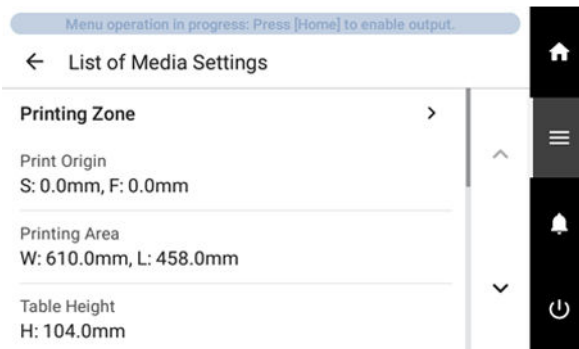 Menu operation in progress: Press [Home] to enable output.
List of Media Settings
Printing Zone
Print Origin
S: 0.0mm, F: 0.0mm
Printing Area
W: 610.0mm, L: 458.0mm
Table Height
H: 104.0mm